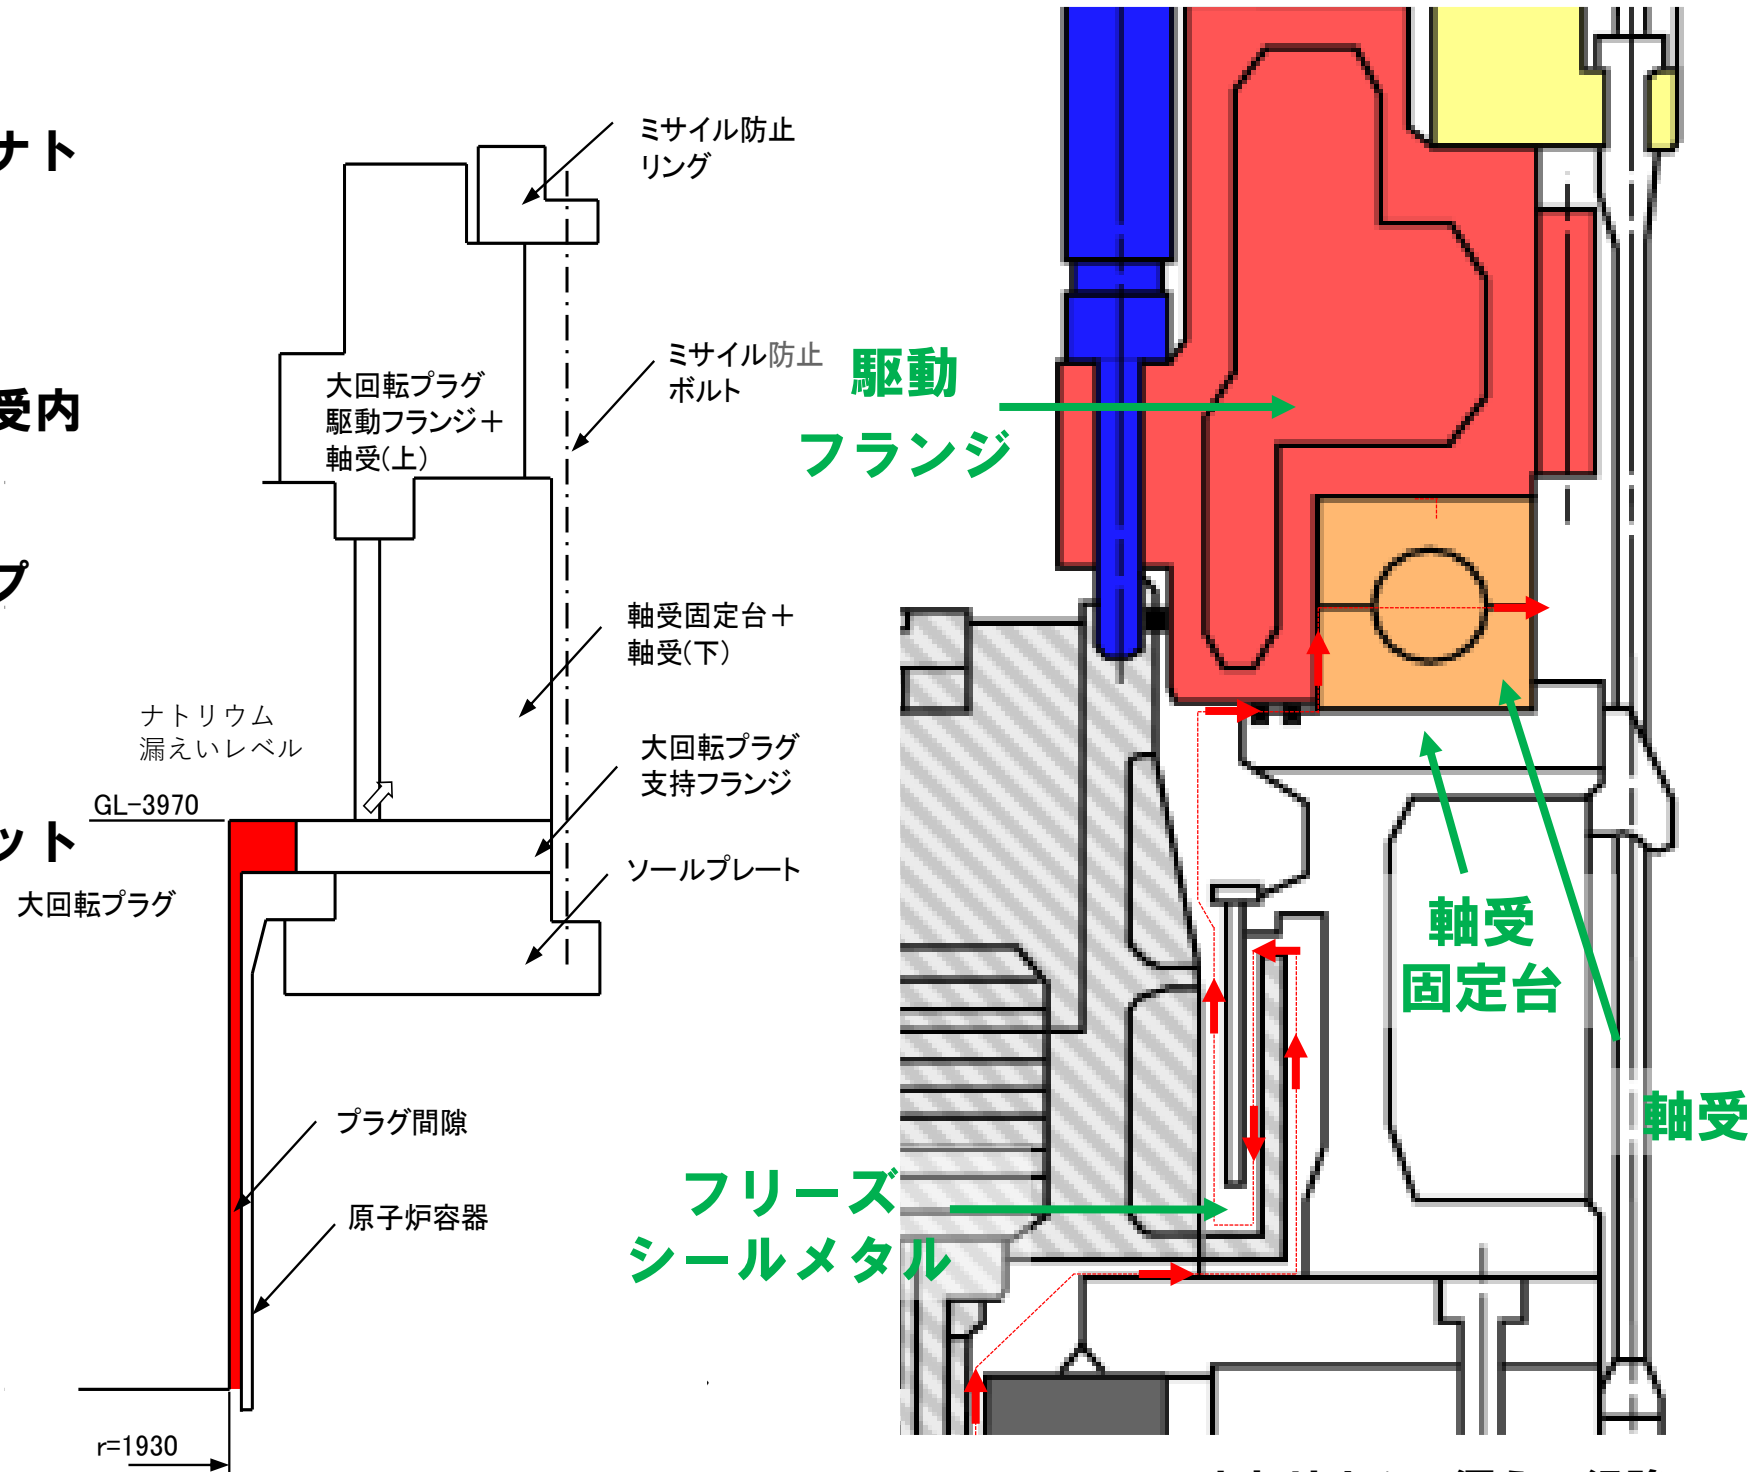 ナト
受内
プ
ット
ミサイル防止
リング
ミサイル防止
ボルト
大回転プラグ
駆動フランジ＋
軸受(上)
軸受固定台＋
軸受(下)
ナトリウム
漏えいレベル
大回転プラグ
支持フランジ
GL-3970
ソールプレート
大回転プラグ
プラグ間隙
原子炉容器
r=1930
駆動
フランジ
軸受
固定台
軸受
フリーズ
シールメタル